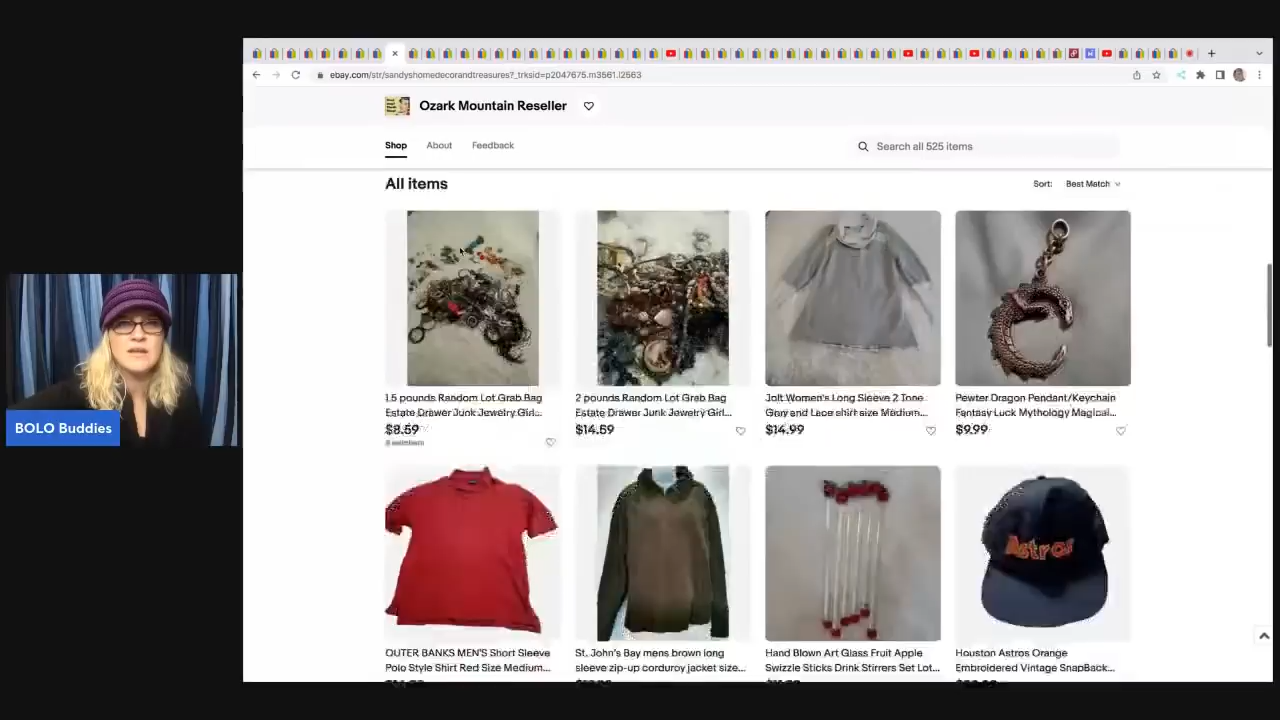 ebay.com/str/sandyshomedecorandtreasures?_trksid=p2047675.m3561.l2563
Ozark Mountain Reseller
Shop
About
Feedback
Search all 525 items
All items
Sort:
Best Match
1.5 pounds Random Lot Grab Bag
Estate Drawer Junk Jewelry Girl...
$8.59
2 pounds Random Lot Grab Bag
Estate Drawer Junk Jewelry Girl...
$14.59
Jolt Women's Long Sleeve 2 Tone
Gray and Lace shirt size Medium...
$14.99
Pewter Dragon Pendant/Keychain
Fantasy Luck Mythology Magical...
$9.99
BOLO Buddies
Astros
OUTER BANKS MEN'S Short Sleeve
Polo Style Shirt Red Size Medium...
St. John's Bay mens brown long
sleeve zip-up corduroy jacket size...
Hand Blown Art Glass Fruit Apple
Swizzle Sticks Drink Stirrers Set Lot...
Houston Astros Orange
Embroidered Vintage SnapBack...